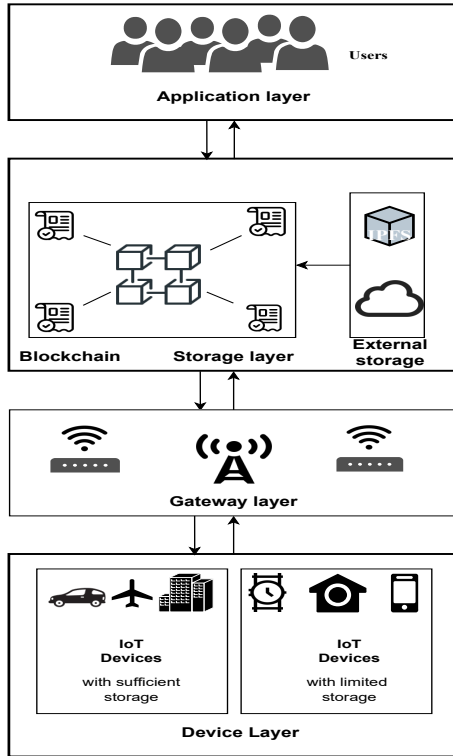 Users
Application layer
IPFS
Blockchain
Storage layer
External
storage
Gateway layer
IoT
Devices
with sufficient
storage
IoT
Devices
with limited
storage
Device Layer